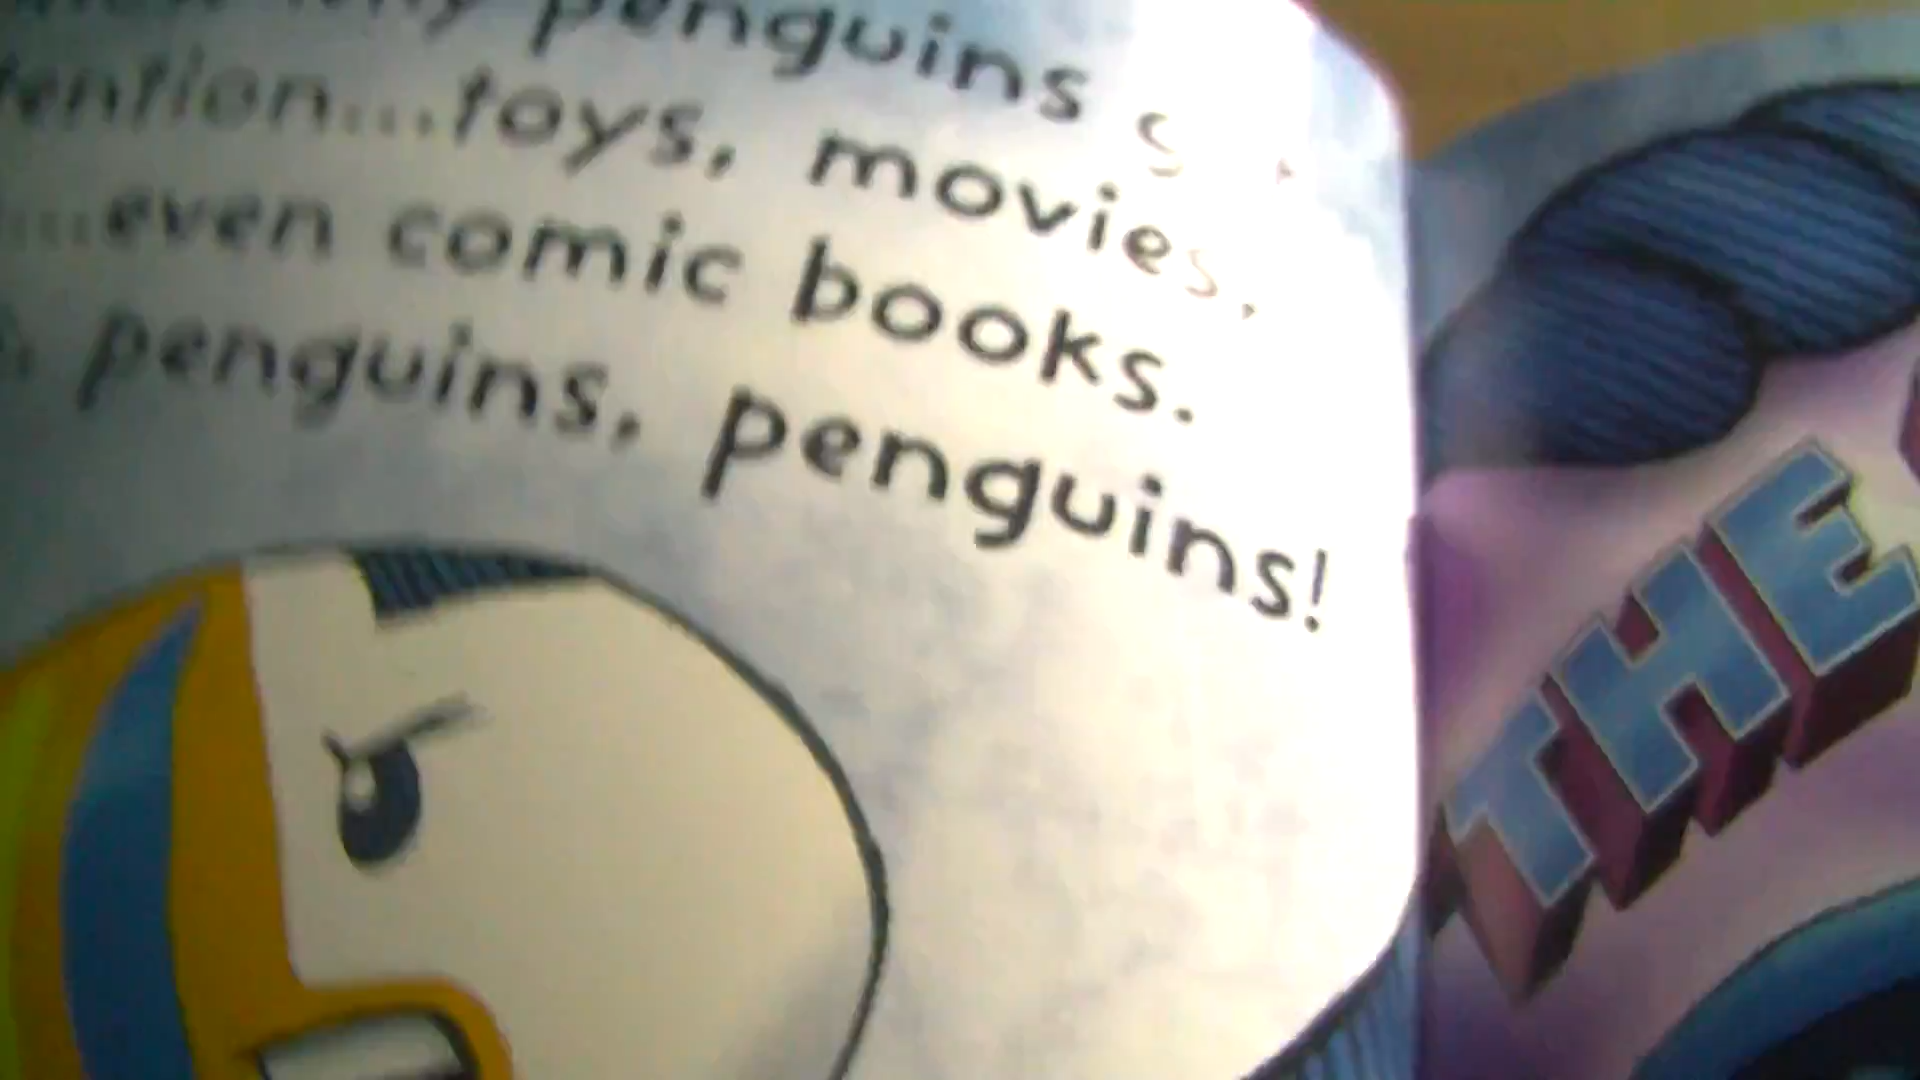 penguins
toys, movies,
...even comic books.
penguins, penguins!
THE